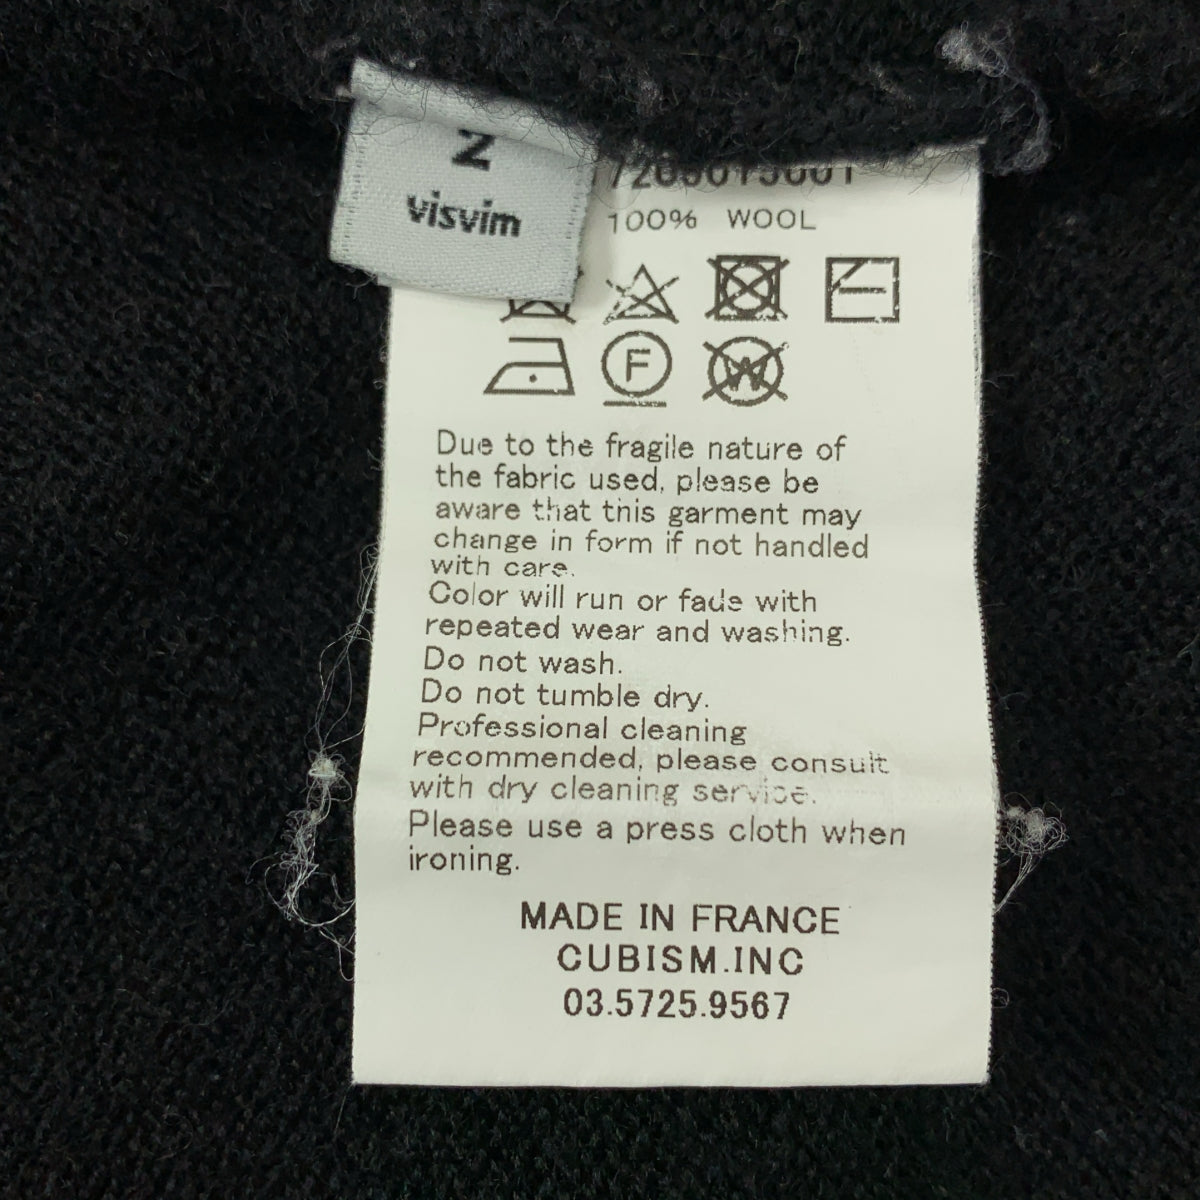 visvim
100% WOOL
F
W
Due to the fragile nature of
the fabric used, please be
aware that this garment may
change in form if not handled
with care.
Color will run or fade with
repeated wear and washing.
Do not wash.
Do not tumble dry.
Professional cleaning
recommended, please consult
with dry cleaning service.
Please use a press cloth when
ironing.
MADE IN FRANCE
CUBISM.INC
03.5725.9567